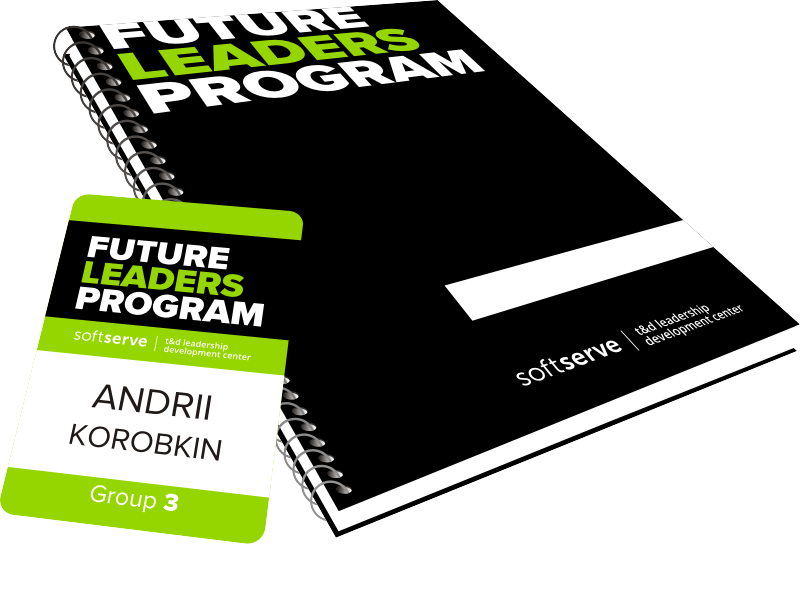 FUTURE
LEADERS
PROGRAM
softserve | t&d leadership
development center
FUTURE
LEADERS
PROGRAM
softserve | t&d leadership
development center
ANDRII
KOROBKIN
Group 3